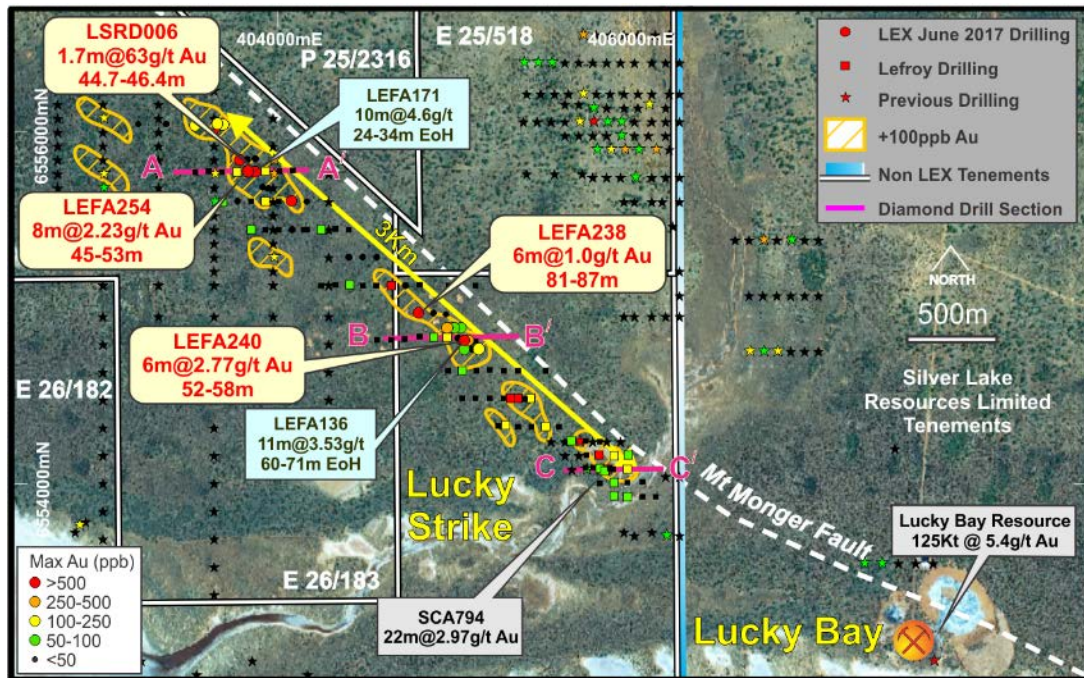 LSRD006
1.7m@63g/t Au
44.7-46.4m
404000mE
P 25/2316
E 25/518
406000mE
LEX June 2017 Drilling
Lefroy Drilling
Previous Drilling
+100ppb Au
Non LEX Tenements
Diamond Drill Section
LEFA171
10m@4.6g/t
24-34m EoH
6556000mN
A
A'
LEFA254
8m@2.23g/t Au
45-53m
3Km
LEFA238
6m@1.0g/t Au
81-87m
NORTH
500m
B
B'
LEFA240
6m@2.77g/t Au
52-58m
E 26/182
Silver Lake
Resources Limited
Tenements
LEFA136
11m@3.53g/t
60-71m EoH
6554000mN
C
C'
Lucky
Strike
Mt Monger Fault
Lucky Bay Resource
125Kt @ 5.4g/t Au
Max Au (ppb)
>500
250-500
100-250
50-100
<50
E 26/183
SCA794
22m@2.97g/t Au
Lucky Bay